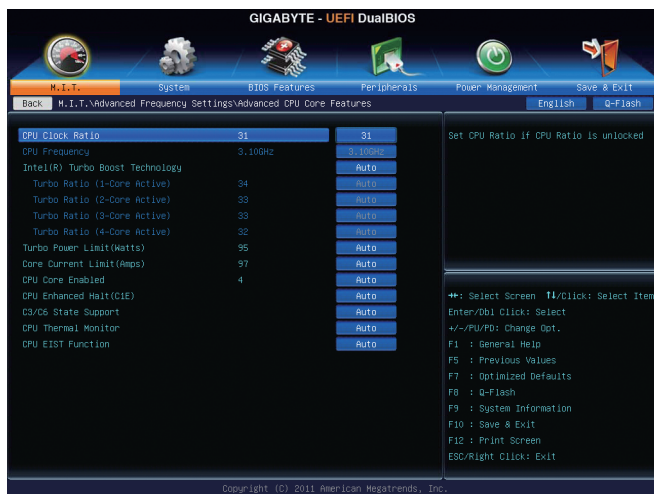 GIGABYTE - UEFI DualBIOS
M.I.T. System BIOS Features Peripherals Power Management Save & Exit
Back M.I.T.\Advanced Frequency Settings\Advanced CPU Core Features English Q-Flash
CPU Clock Ratio 31 31
CPU Frequency 3.10GHz 3.10GHz
Intel(R) Turbo Boost Technology Auto
Turbo Ratio (1-Core Active) 34 Auto
Turbo Ratio (2-Core Active) 33 Auto
Turbo Ratio (3-Core Active) 33 Auto
Turbo Ratio (4-Core Active) 32 Auto
Turbo Power Limit(Watts) 95 Auto
Core Current Limit(Amps) 97 Auto
CPU Core Enabled 4 Auto
CPU Enhanced Halt(C1E) Auto
C3/C6 State Support Auto
CPU Thermal Monitor Auto
CPU EIST Function Auto
Set CPU Ratio if CPU Ratio is unlocked
→←: Select Screen ↑↓/Click: Select Item
Enter/Dbl Click: Select
+/-/PU/PD: Change Opt.
F1 : General Help
F5 : Previous Values
F7 : Optimized Defaults
F8 : Q-Flash
F9 : System Information
F10 : Save & Exit
F12 : Print Screen
ESC/Right Click: Exit
Copyright (C) 2011 American Megatrends, Inc.